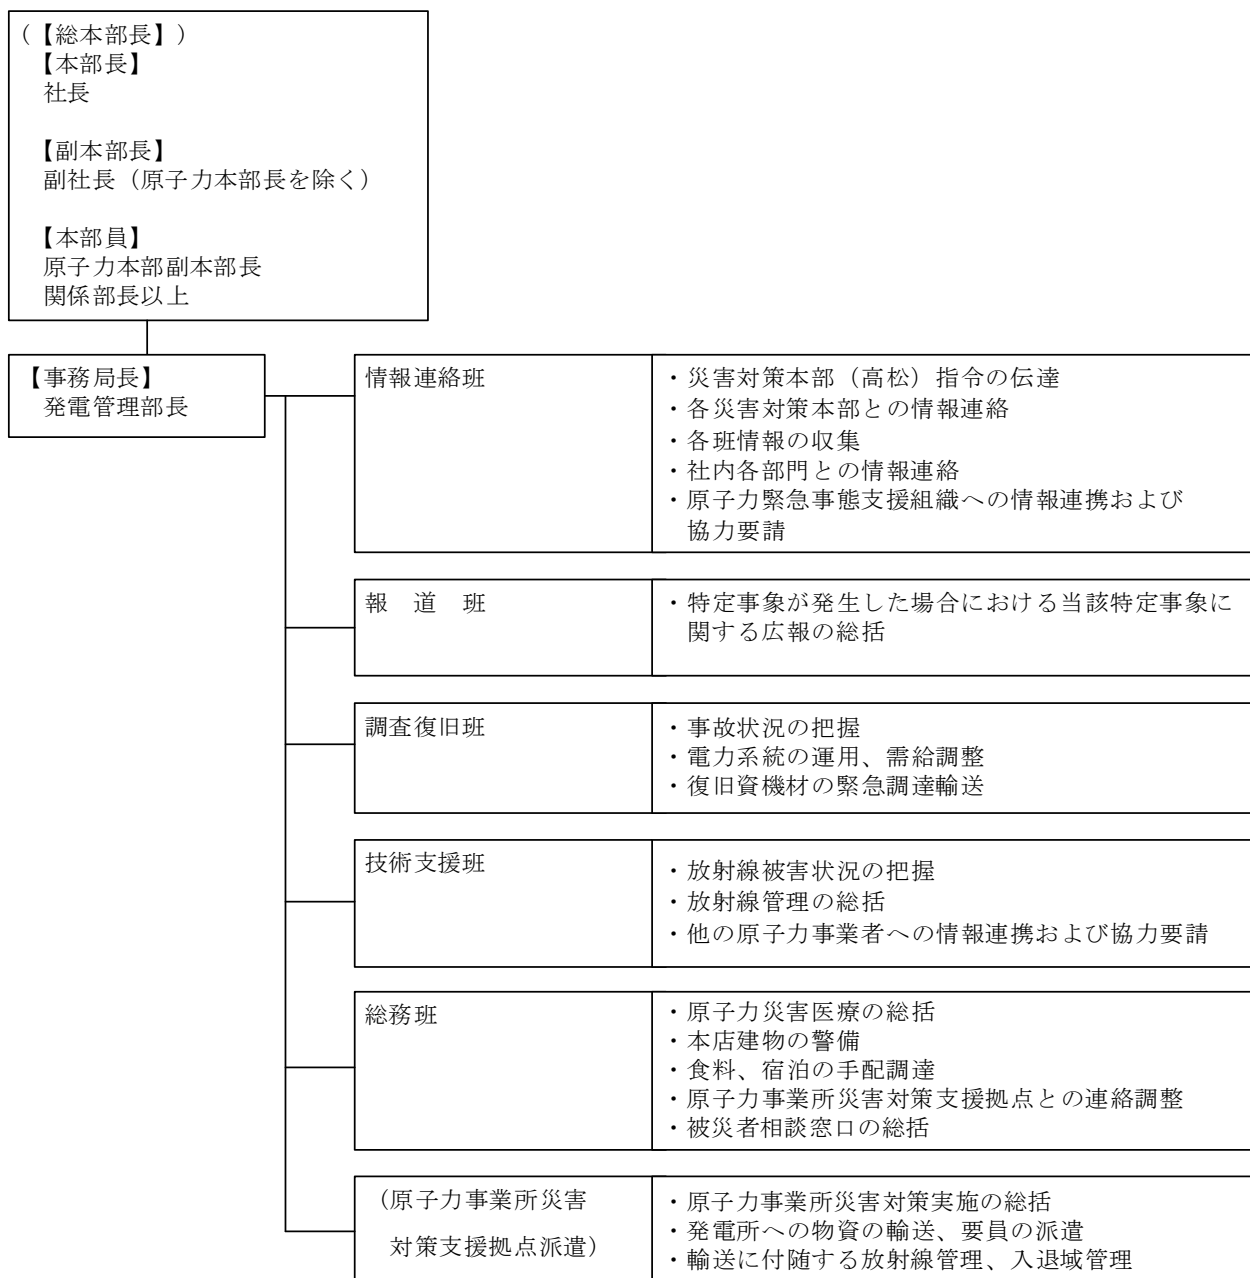 （【総本部長】）
【本部長】
社長
【副本部長】
副社長（原子力本部長を除く）
【本部員】
原子力本部副本部長
関係部長以上
【事務局長】
発電管理部長
情報連絡班
・災害対策本部（高松）指令の伝達
・各災害対策本部との情報連絡
・各班情報の収集
・社内各部門との情報連絡
・原子力緊急事態支援組織への情報連携および
協力要請
報　道　班
・特定事象が発生した場合における当該特定事象に
関する広報の総括
調査復旧班
・事故状況の把握
・電力系統の運用、需給調整
・復旧資機材の緊急調達輸送
技術支援班
・放射線被害状況の把握
・放射線管理の総括
・他の原子力事業者への情報連携および協力要請
総務班
・原子力災害医療の総括
・本店建物の警備
・食料、宿泊の手配調達
・原子力事業所災害対策支援拠点との連絡調整
・被災者相談窓口の総括
（原子力事業所災害
対策支援拠点派遣）
・原子力事業所災害対策実施の総括
・発電所への物資の輸送、要員の派遣
・輸送に付随する放射線管理、入退域管理